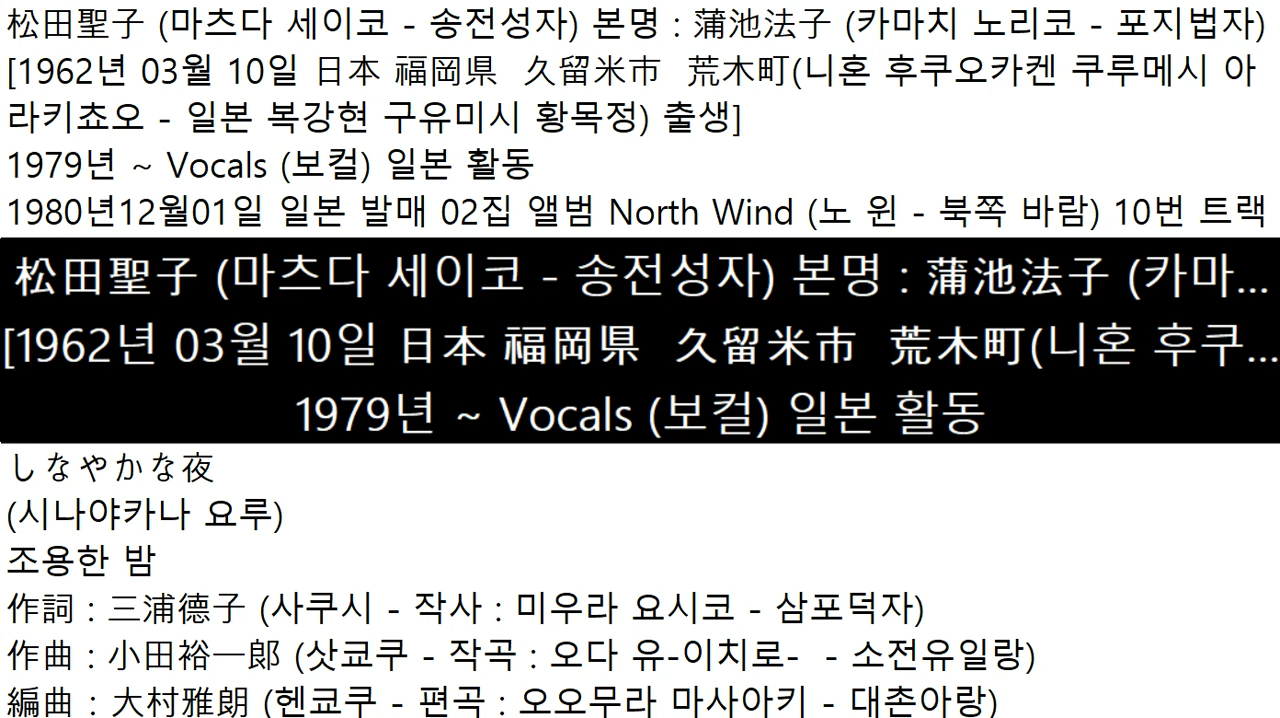 松田聖子 (마츠다 세이코 - 송전성자) 본명 : 蒲池法子 (카마치 노리코 - 포지법자)
[1962년 03월 10일 日本 福岡県 久留米市 荒木町(니혼 후쿠오카켄 쿠루메시 아
라키쵸오 - 일본 복강현 구유미시 황목정) 출생]
1979년 ~ Vocals (보컬) 일본 활동
1980년12월01일 일본 발매 02집 앨범 North Wind (노 윈 - 북쪽 바람) 10번 트랙
松田聖子 (마츠다 세이코 - 송전성자) 본명 : 蒲池法子 (카마...
[1962년 03월 10일 日本 福岡県 久留米市 荒木町(니혼 후쿠...
1979년 ~ Vocals (보컬) 일본 활동
しなやかな夜
(시나야카나 요루)
조용한 밤
作詞 : 三浦德子 (사쿠시 - 작사 : 미우라 요시코 - 삼포덕자)
作曲 : 小田裕一郞 (삿쿄쿠 - 작곡 : 오다 유-이치로- - 소전유일랑)
編曲 : 大村雅朗 (헨쿄쿠 - 편곡 : 오오무라 마사아키 - 대촌아랑)